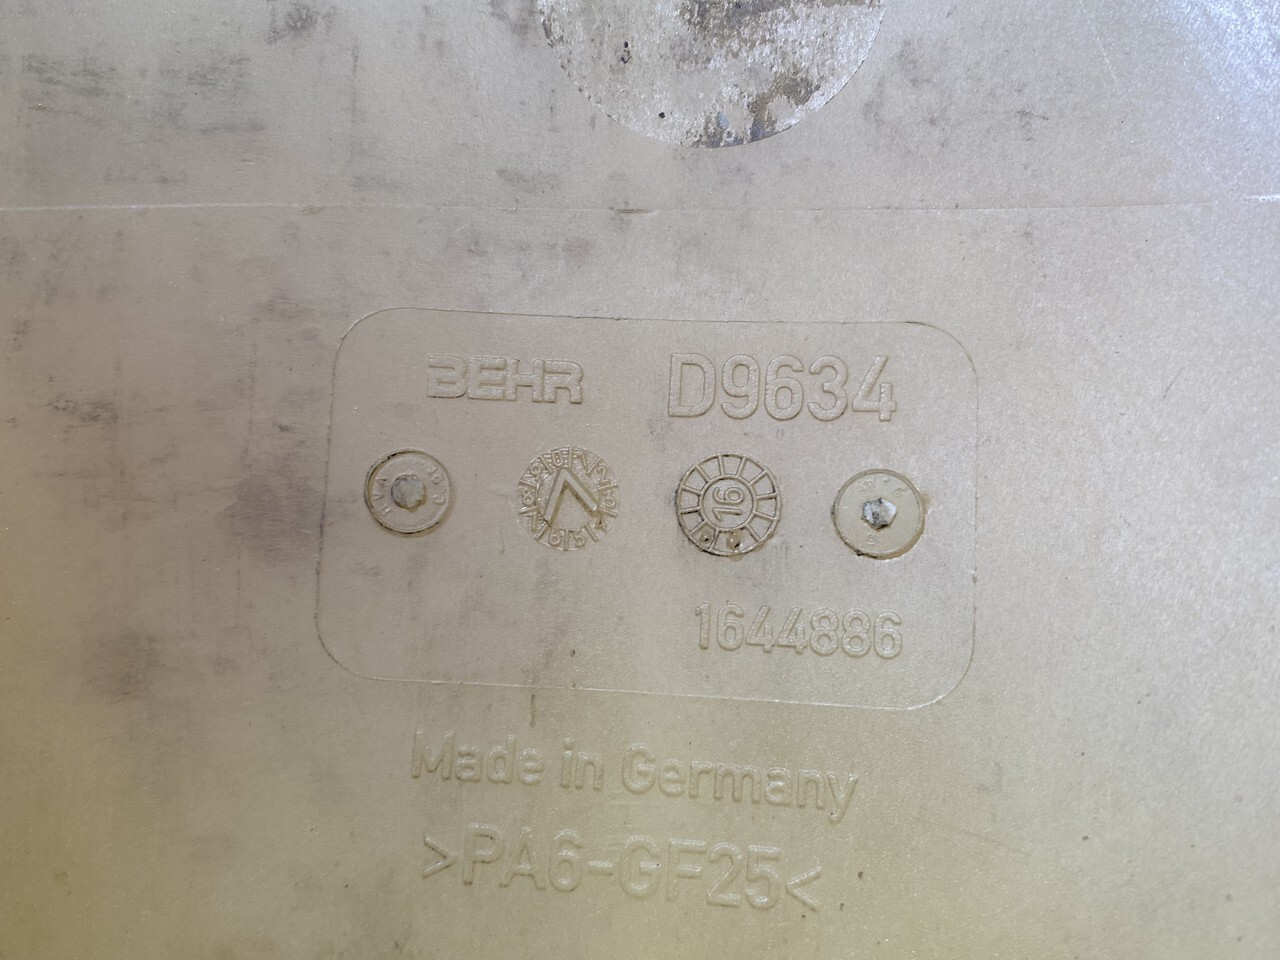 BEHR D9634
16
1644886
Made in Germany
>PA6-GF25<